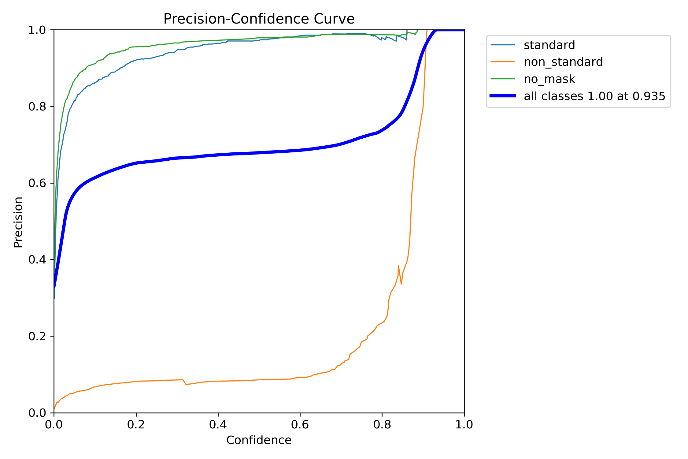 Precision-Confidence Curve
1.0
0.8
0.6
0.4
0.2
0.0
Precision
0.0 0.2 0.4 0.6 0.8 1.0
Confidence
standard
non_standard
no_mask
all classes 1.00 at 0.935